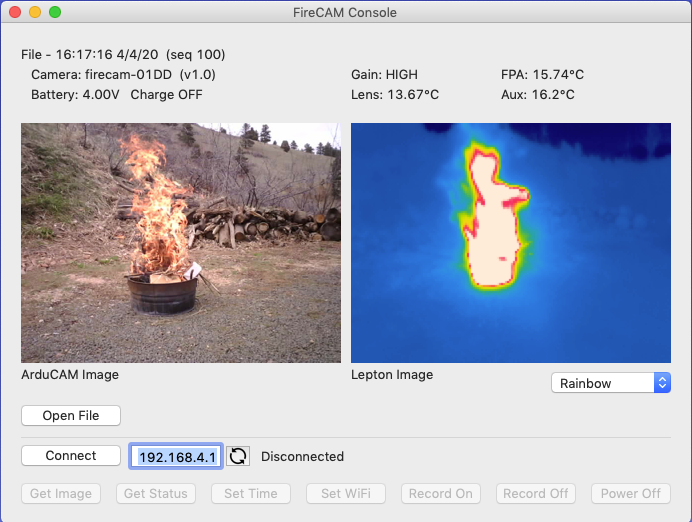 FireCAM Console
File - 16:17:16 4/4/20 (seq 100)
Camera: firecam-01DD (v1.0)
Gain: HIGH
FPA: 15.74°C
Battery: 4.00V Charge OFF
Lens: 13.67°C
Aux: 16.2°C
ArduCAM Image
Lepton Image
Rainbow
Open File
Connect
192.168.4.1
Disconnected
Get Image
Get Status
Set Time
Set WiFi
Record On
Record Off
Power Off